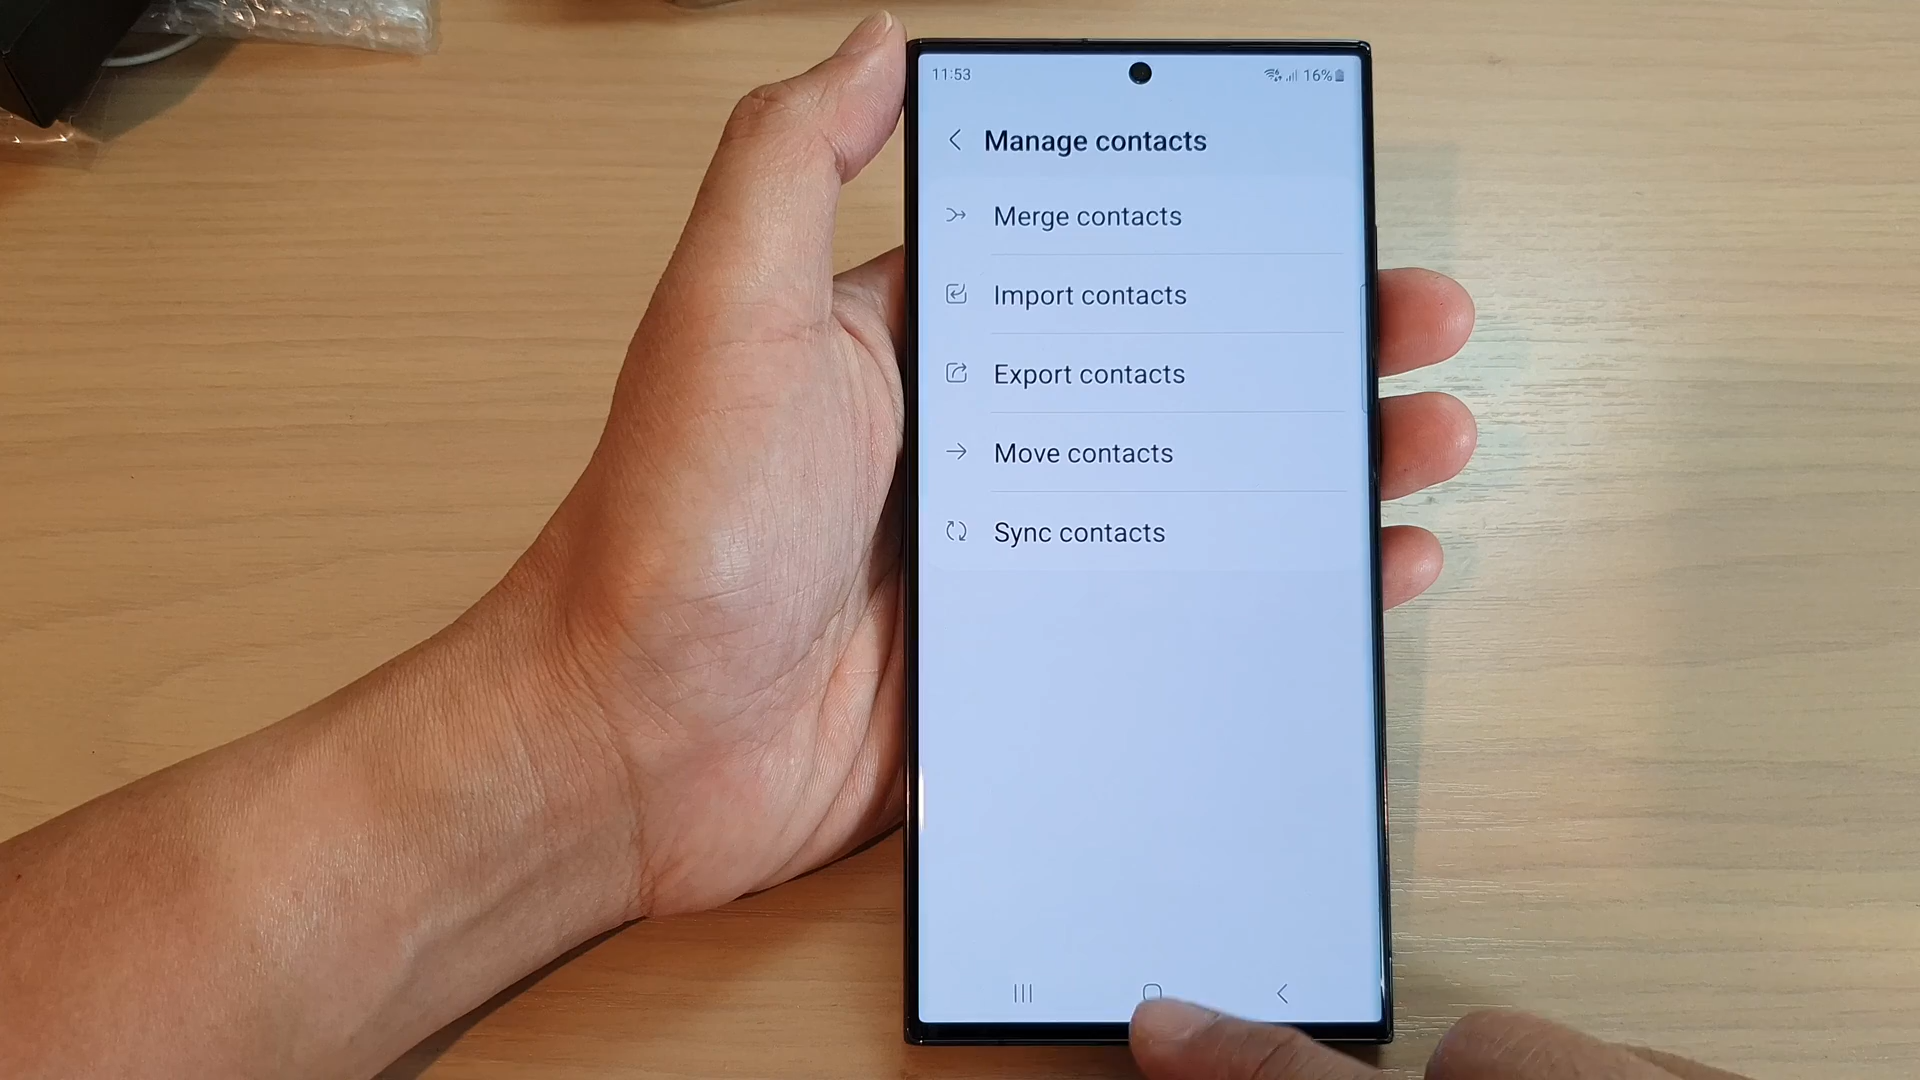 11:53
16%
Manage contacts
Merge contacts
Import contacts
Export contacts
Move contacts
Sync contacts